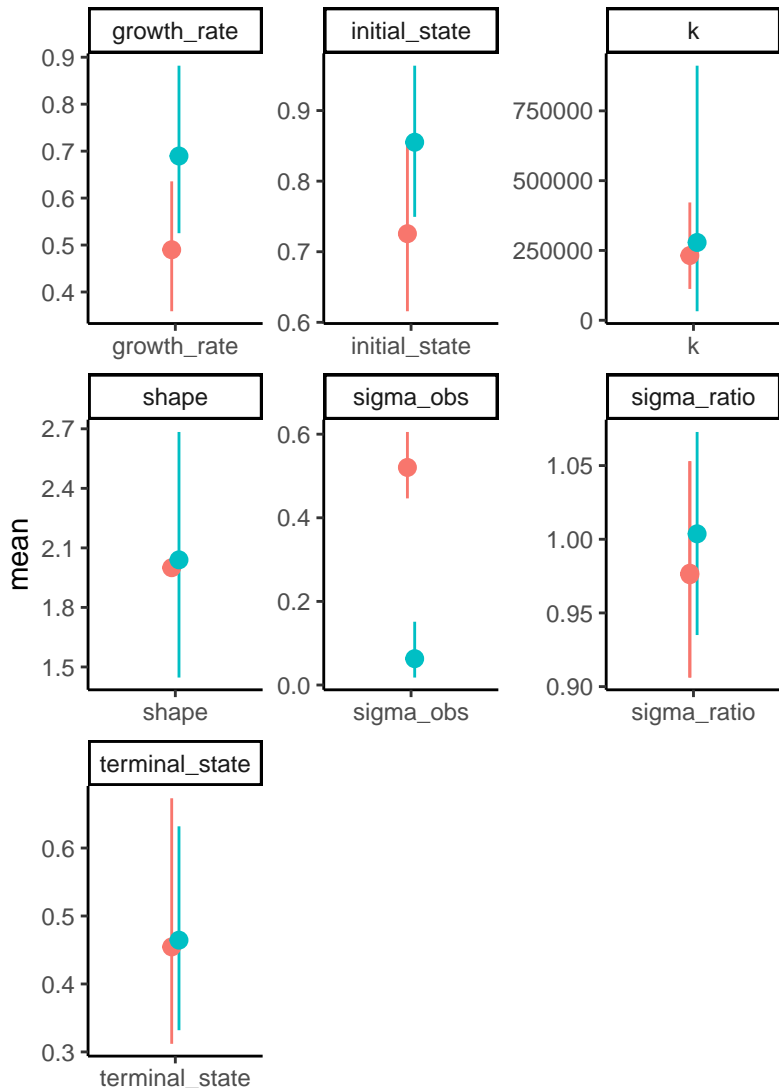 growth_rate
initial_state
k
0.9
0.8
0.7
0.6
0.5
0.4
growth_rate
0.9
0.8
0.7
0.6
initial_state
750000
500000
250000
0
k
shape
sigma_obs
sigma_ratio
mean
2.7
2.4
2.1
1.8
1.5
shape
0.6
0.4
0.2
0.0
sigma_obs
1.05
1.00
0.95
0.90
sigma_ratio
terminal_state
0.6
0.5
0.4
0.3
terminal_state